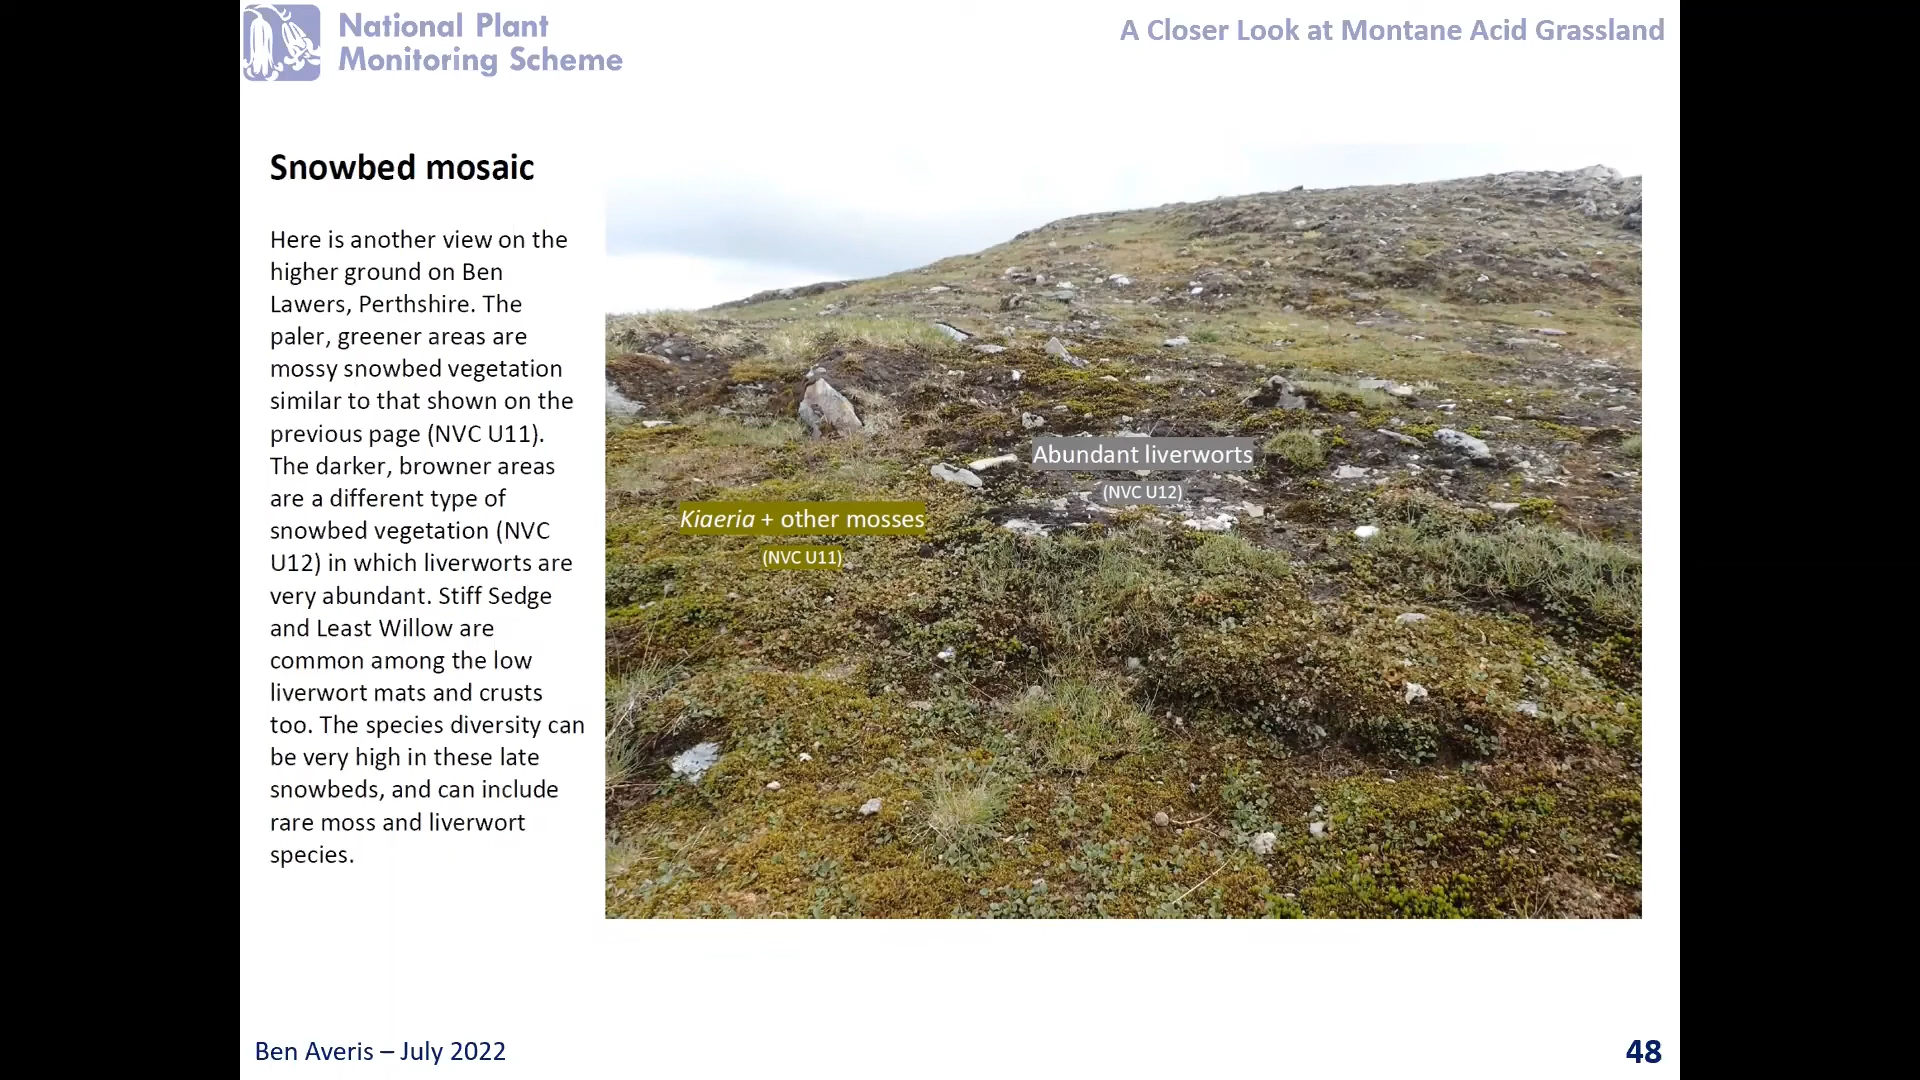 National Plant
Monitoring Scheme
A Closer Look at Montane Acid Grassland
Snowbed mosaic
Here is another view on the
higher ground on Ben
Lawers, Perthshire. The
paler, greener areas are
mossy snowbed vegetation
similar to that shown on the
previous page (NVC U11).
The darker, browner areas
are a different type of
snowbed vegetation (NVC
U12) in which liverworts are
very abundant. Stiff Sedge
and Least Willow are
common among the low
liverwort mats and crusts
too. The species diversity can
be very high in these late
snowbeds, and can include
rare moss and liverwort
species.
Abundant liverworts
(NVC U12)
Kiaeria + other mosses
(NVC U11)
Ben Averis – July 2022
48